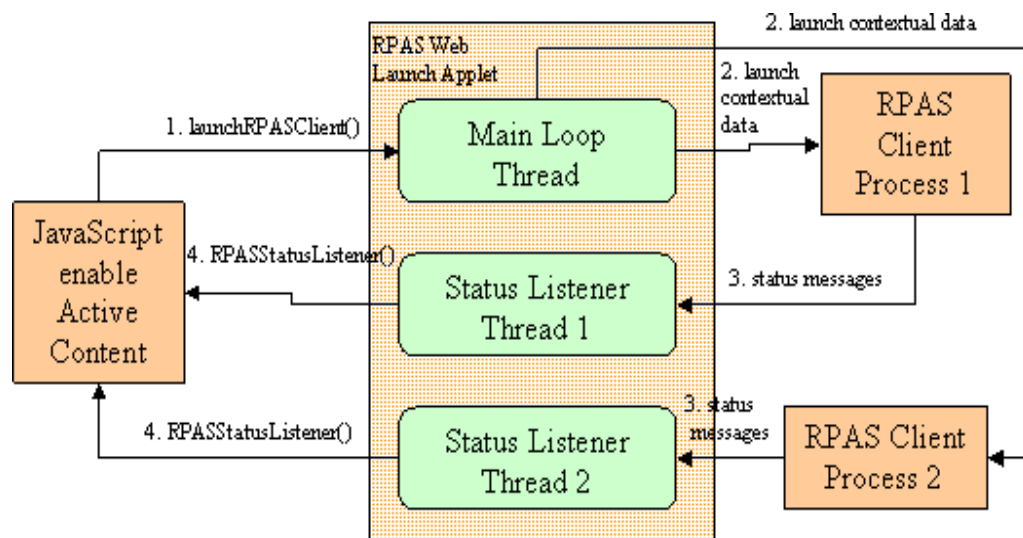 2. launch contextual data
RPAS Web
Launch Applet
2. launch
contextual
data
RPAS
Client
Process 1
1. launchRPASClient()
Main Loop
Thread
JavaScript
enable
Active
Content
4. RPASStatusListener()
Status Listener
Thread 1
3. status messages
4. RPASStatusListener()
Status Listener
Thread 2
3. status
messages
RPAS Client
Process 2